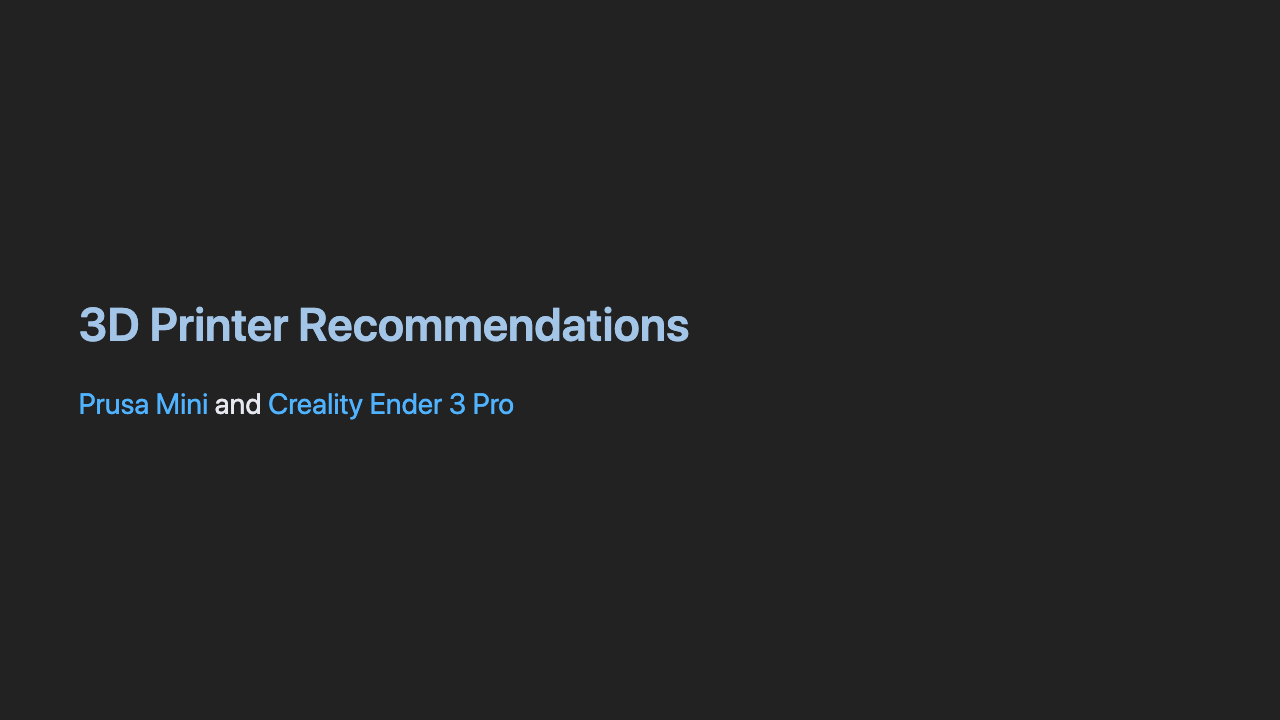 3D Printer Recommendations
Prusa Mini and Creality Ender 3 Pro